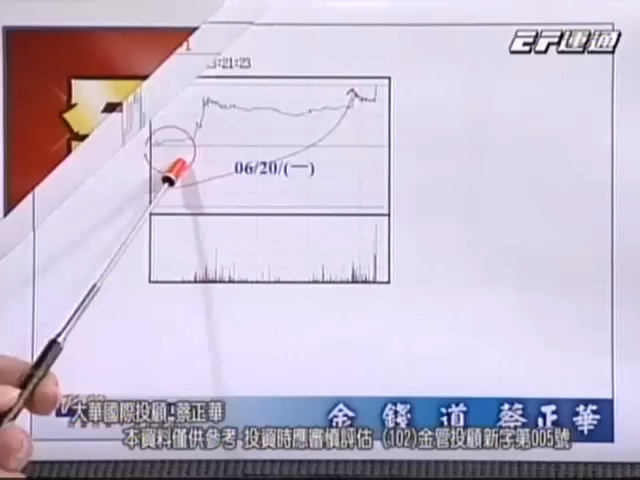 EF運通
:21:23
06/20/(一)
大華國際投顧-蔡正華
金錢道 蔡正華
本資料僅供參考 投資時應審慎評估 (102)金管投顧新字第005號